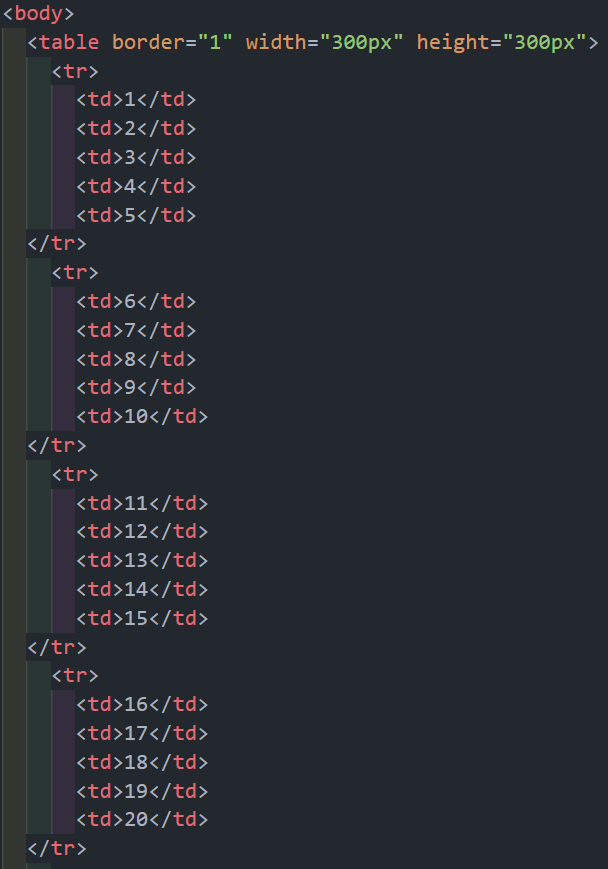 <body>
<table border="1" width="300px" height="300px">
<tr>
<td>1</td>
<td>2</td>
<td>3</td>
<td>4</td>
<td>5</td>
</tr>
<tr>
<td>6</td>
<td>7</td>
<td>8</td>
<td>9</td>
<td>10</td>
</tr>
<tr>
<td>11</td>
<td>12</td>
<td>13</td>
<td>14</td>
<td>15</td>
</tr>
<tr>
<td>16</td>
<td>17</td>
<td>18</td>
<td>19</td>
<td>20</td>
</tr>